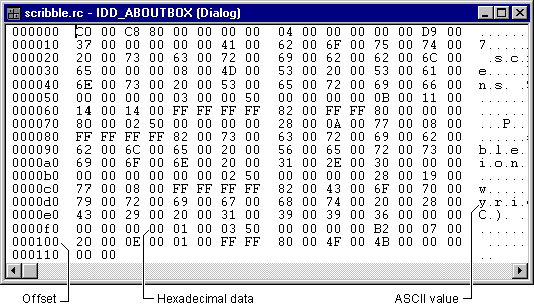 scribble.rc - IDD_ABOUTBOX (Dialog)
000000 C0 00 C8 80 00 00 00 00 04 00 00 00 00 00 D9 00 .......
000010 37 00 00 00 00 00 41 00 62 00 6F 00 75 00 74 00 7......
000020 20 00 73 00 63 00 72 00 69 00 62 00 62 00 6C 00 .s.c
000030 65 00 00 00 08 00 4D 00 53 00 20 00 53 00 61 00 e.....
000040 6E 00 73 00 20 00 53 00 65 00 72 00 69 00 66 00 n.s.
000050 00 00 00 00 03 00 00 50 00 00 00 00 0B 00 11 00 .......
000060 14 00 14 00 FF FF FF FF 82 00 FF FF 80 00 00 00 .......
000070 80 00 02 50 00 00 00 00 28 00 0A 00 77 00 08 00 ...P...
000080 FF FF FF FF 82 00 73 00 63 00 72 00 69 00 62 00 ......s
000090 62 00 6C 00 65 00 20 00 56 00 65 00 72 00 73 00 b.l.e.
0000a0 69 00 6F 00 6E 00 20 00 31 00 2E 00 30 00 00 00 i.o.n.
0000b0 00 00 00 00 00 00 02 50 00 00 00 00 28 00 19 00 .......
0000c0 77 00 08 00 FF FF FF FF 82 00 43 00 6F 00 70 00 w......
0000d0 79 00 72 00 69 00 67 00 68 00 74 00 20 00 28 00 y.r.i.
0000e0 43 00 29 00 20 00 31 00 39 00 39 00 36 00 00 00 C.).
0000f0 00 00 00 00 01 00 03 50 00 00 00 00 B2 00 07 00 .......
000100 20 00 0E 00 01 00 FF FF 80 00 4F 00 4B 00 00 00 ......
000110 00 00 ..
Offset Hexadecimal data ASCII value